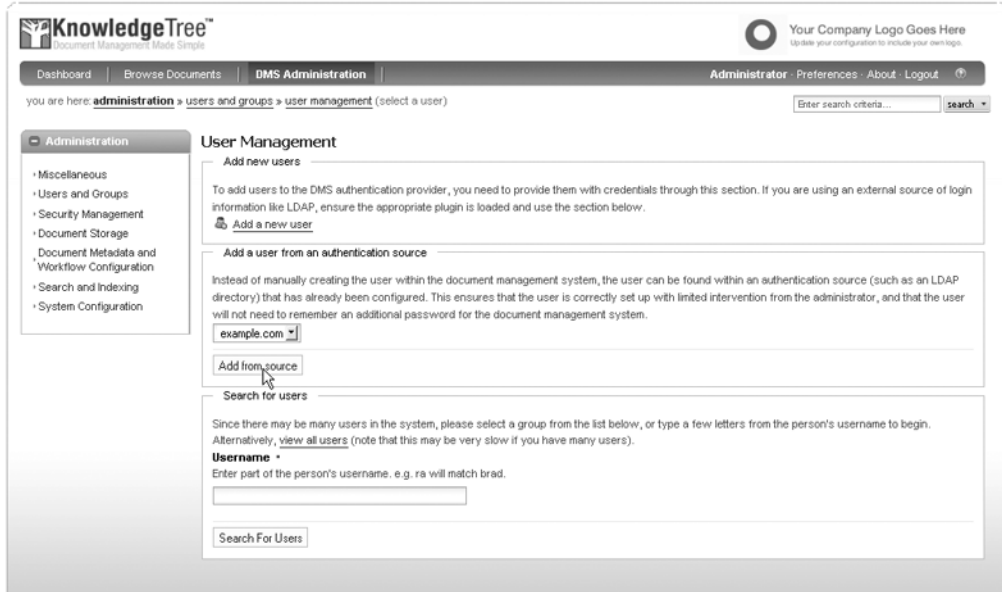 KnowledgeTree™
Document Management Made Simple
Your Company Logo Goes Here
Update your configuration to include your own logo.
Dashboard Browse Documents DMS Administration Administrator · Preferences · About · Logout
you are here: administration » users and groups » user management (select a user)
Enter search criteria... search
Administration
Miscellaneous
Users and Groups
Security Management
Document Storage
Document Metadata and
Workflow Configuration
Search and Indexing
System Configuration
User Management
Add new users
To add users to the DMS authentication provider, you need to provide them with credentials through this section. If you are using an external source of login
information like LDAP, ensure the appropriate plugin is loaded and use the section below.
Add a new user
Add a user from an authentication source
Instead of manually creating the user within the document management system, the user can be found within an authentication source (such as an LDAP
directory) that has already been configured. This ensures that the user is correctly set up with limited intervention from the administrator, and that the user
will not need to remember an additional password for the document management system.
example.com
Add from source
Search for users
Since there may be many users in the system, please select a group from the list below, or type a few letters from the person's username to begin.
Alternatively, view all users (note that this may be very slow if you have many users).
Username
Enter part of the person's username. e.g. ra will match brad.
Search For Users